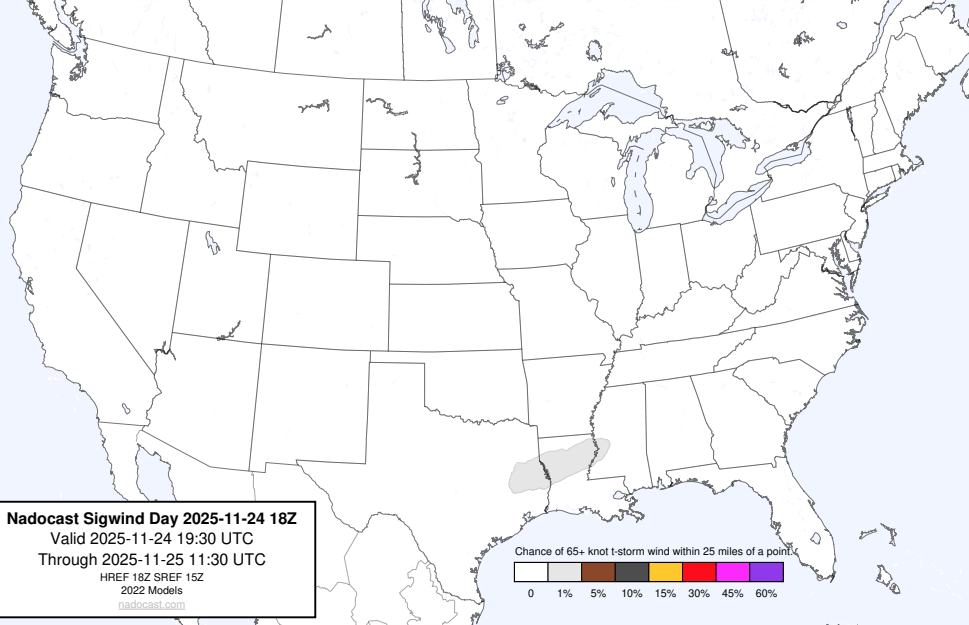 Nadocast Sigwind Day 2025-11-24 18Z
Valid 2025-11-24 19:30 UTC
Through 2025-11-25 11:30 UTC
HREF 18Z SREF 15Z
2022 Models
nadocast.com
Chance of 65+ knot t-storm wind within 25 miles of a point.
0 1% 5% 10% 15% 30% 45% 60%